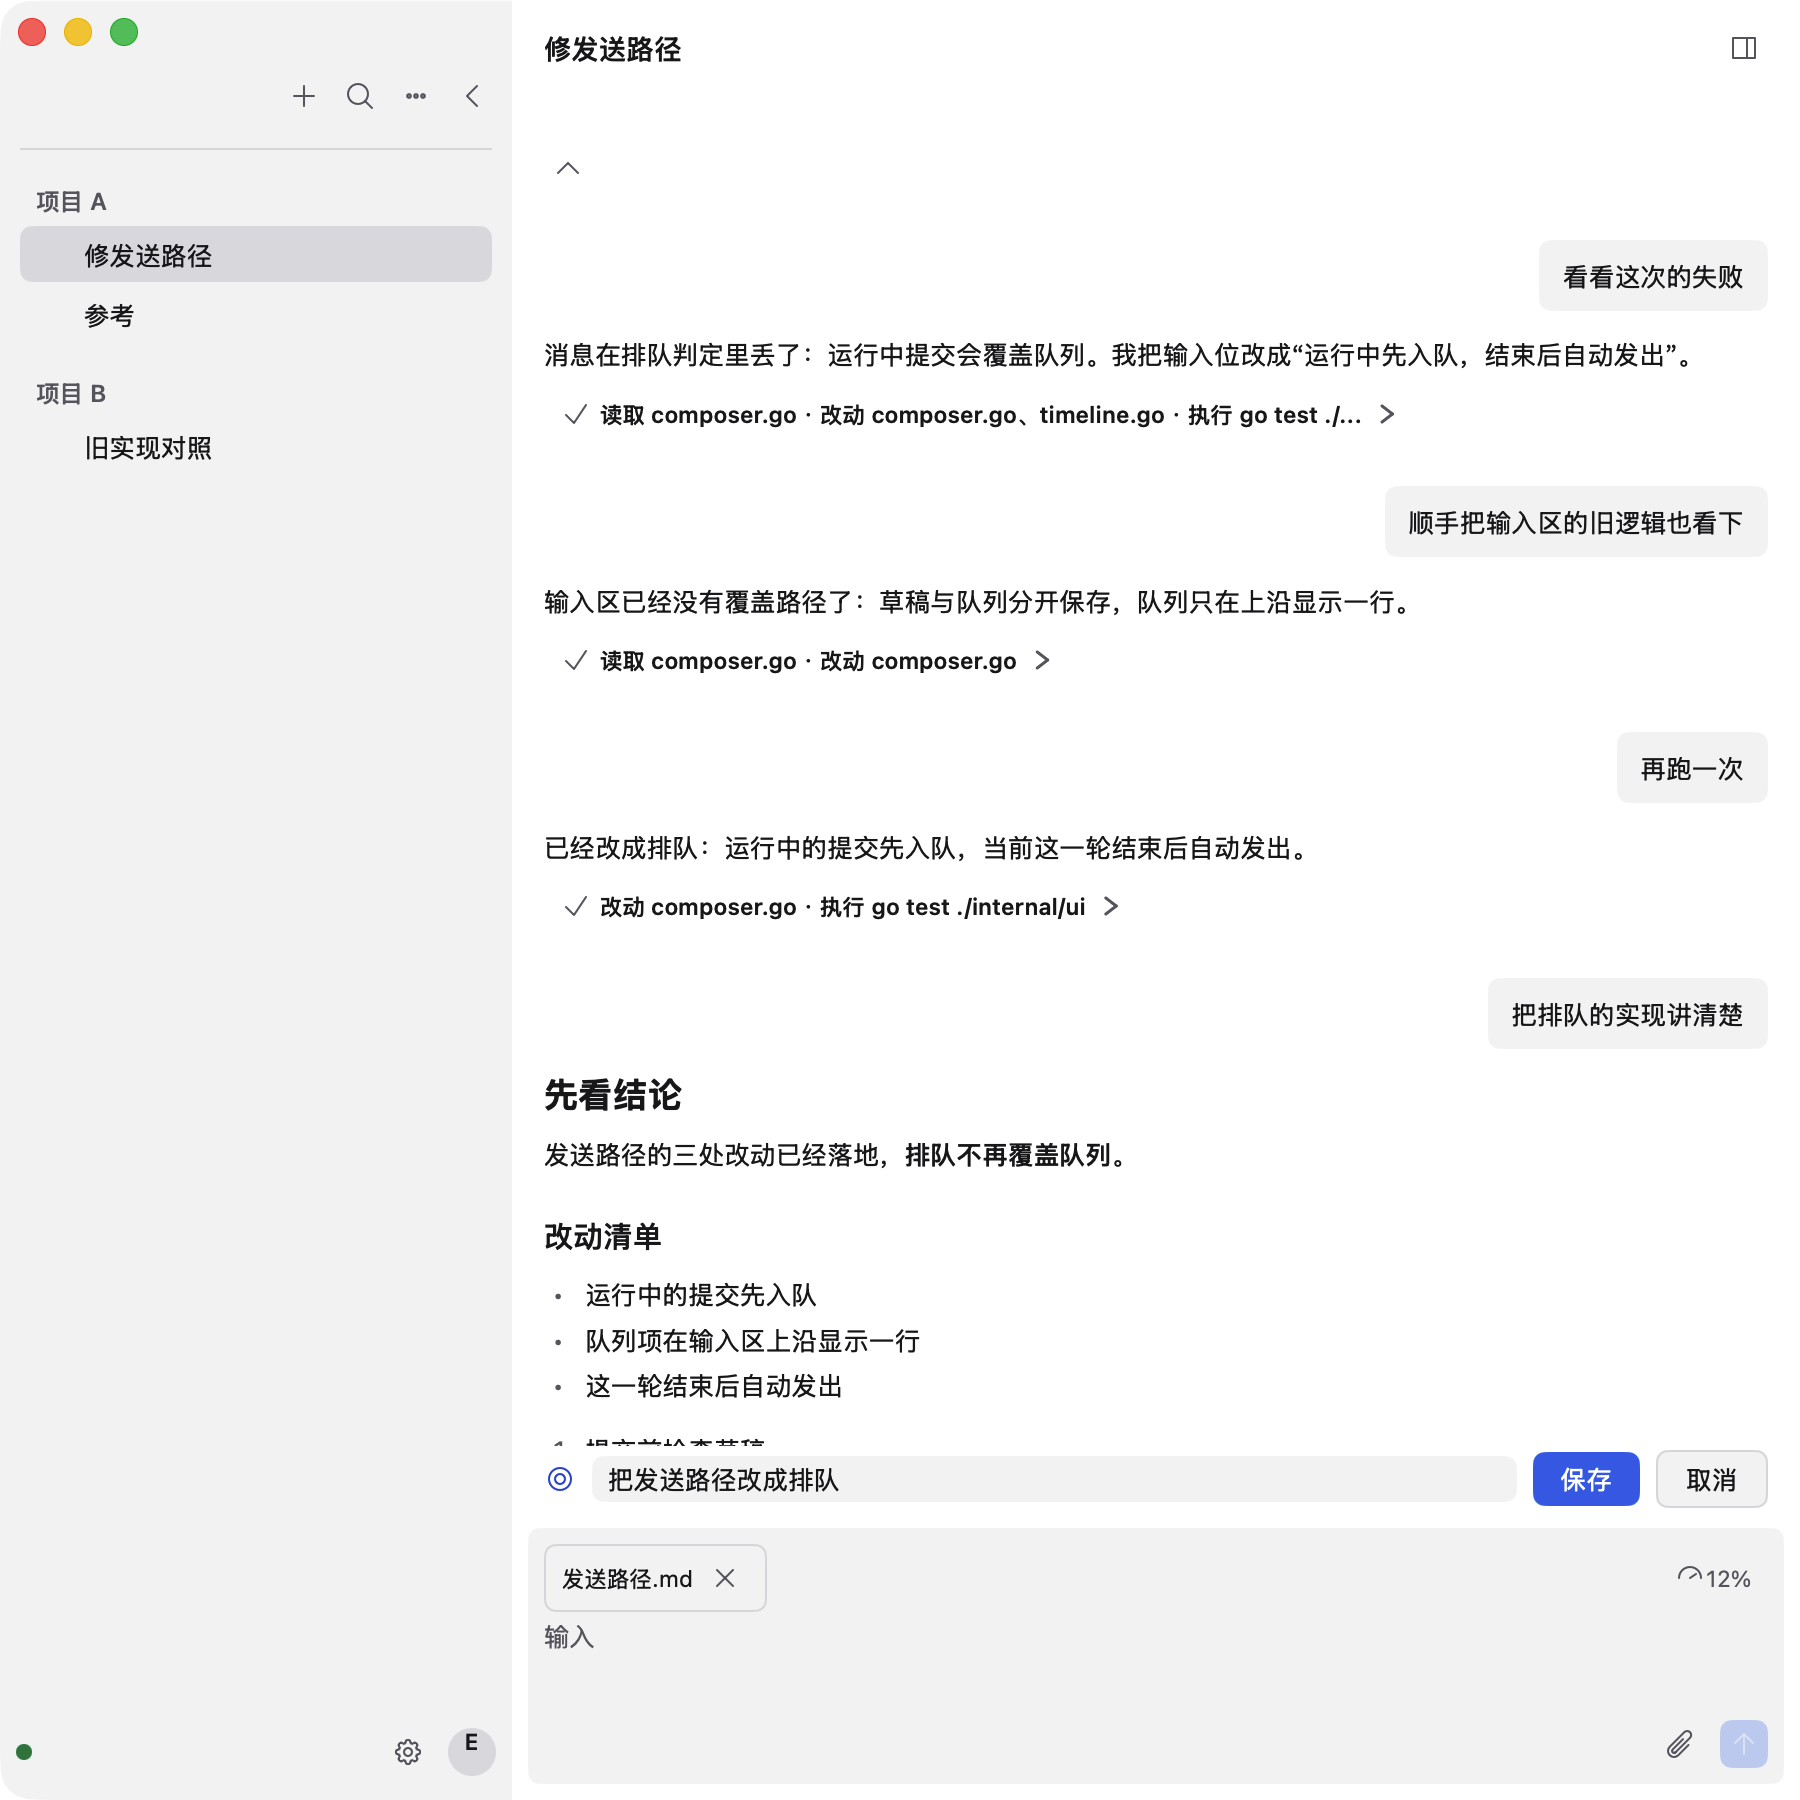 修发送路径
项目 A
修发送路径
参考
项目 B
旧实现对照
看看这次的失败
消息在排队判定里丢了：运行中提交会覆盖队列。我把输入位改成“运行中先入队，结束后自动发出”。
读取 composer.go · 改动 composer.go、timeline.go · 执行 go test ./...
顺手把输入区的旧逻辑也看下
输入区已经没有覆盖路径了：草稿与队列分开保存，队列只在上沿显示一行。
读取 composer.go · 改动 composer.go
再跑一次
已经改成排队：运行中的提交先入队，当前这一轮结束后自动发出。
改动 composer.go · 执行 go test ./internal/ui
把排队的实现讲清楚
先看结论
发送路径的三处改动已经落地，排队不再覆盖队列。
改动清单
• 运行中的提交先入队
• 队列项在输入区上沿显示一行
• 这一轮结束后自动发出
把发送路径改成排队
保存
取消
发送路径.md
12%
输入
E